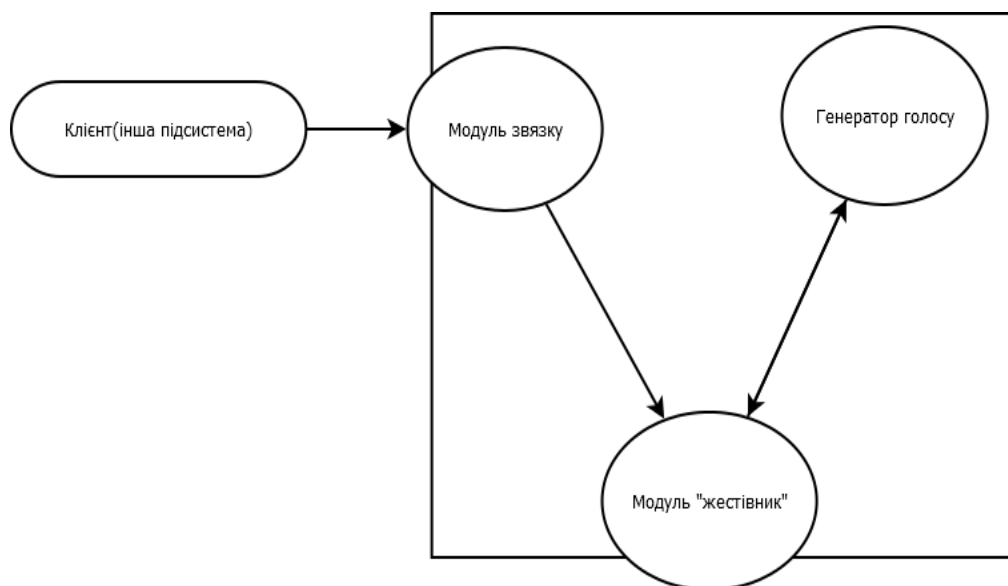 Клієнт(інша підсистема)
Модуль звязку
Генератор голосу
Модуль "жестівник"